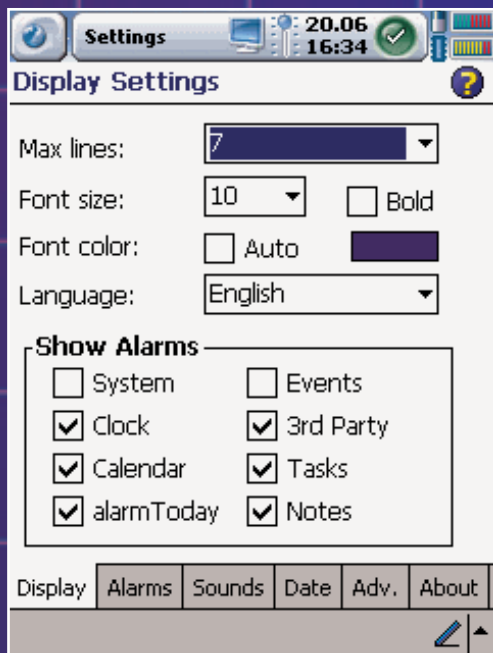 Settings 20.06
16:34
Display Settings
Max lines: 7
Font size: 10 Bold
Font color: Auto
Language: English
Show Alarms
System Events
Clock 3rd Party
Calendar Tasks
alarmToday Notes
Display Alarms Sounds Date Adv. About